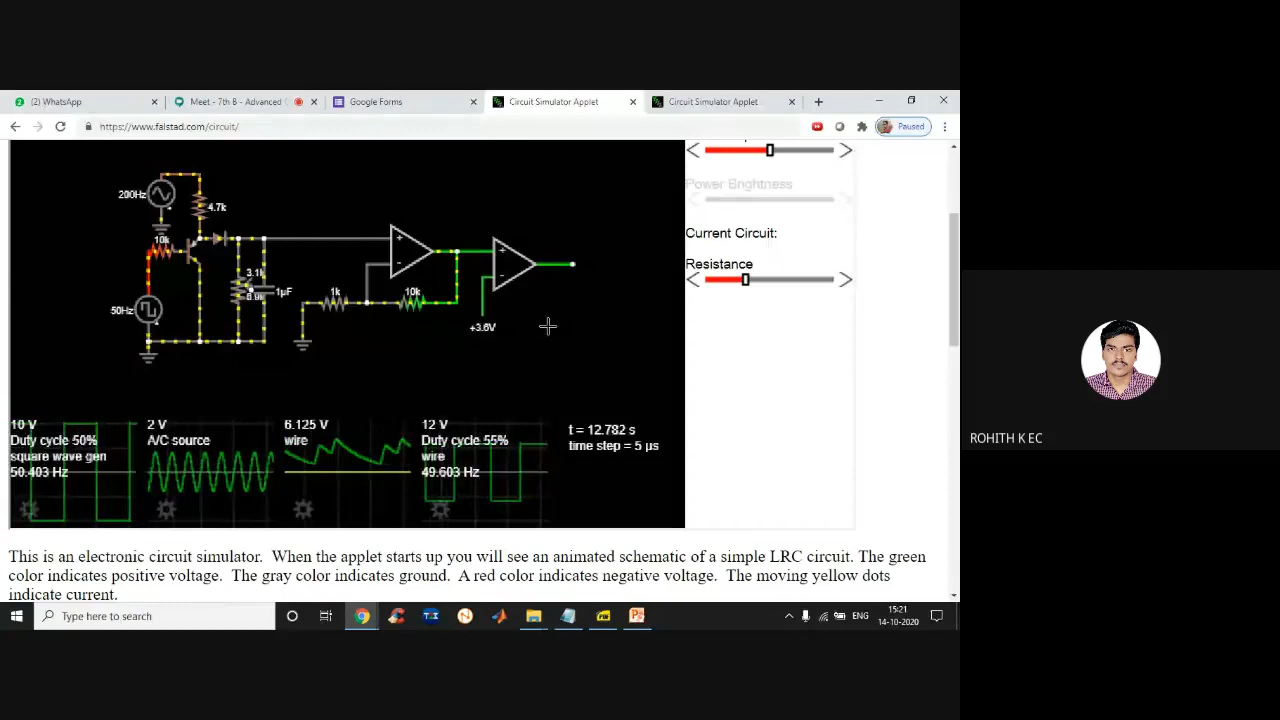 (2) WhatsApp
Meet - 7th B - Advanced
Google Forms
Circuit Simulator Applet
Circuit Simulator Applet
https://www.falstad.com/circuit/
Paused
Power Brightness
Current Circuit:
Resistance
200Hz
4.7k
10k
3.1k
1µF
50Hz
1k
10k
+3.6V
10 V
Duty cycle 50%
square wave gen
50.403 Hz
2 V
A/C source
6.125 V
wire
12 V
Duty cycle 55%
wire
49.603 Hz
t = 12.782 s
time step = 5 µs
This is an electronic circuit simulator. When the applet starts up you will see an animated schematic of a simple LRC circuit. The green
color indicates positive voltage. The gray color indicates ground. A red color indicates negative voltage. The moving yellow dots
indicate current.
ROHITH K EC
Type here to search
ENG
15:21
14-10-2020